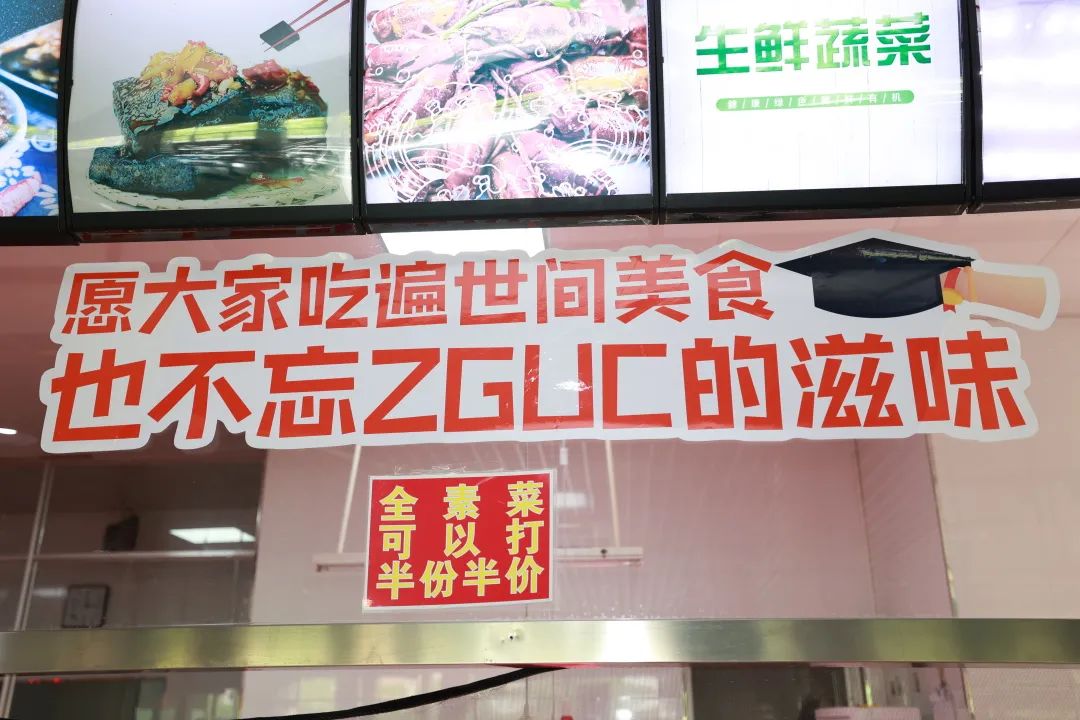 生鲜蔬菜
愿大家吃遍世间美食
也不忘ZGUC的滋味
全素菜
可以打
半份半价